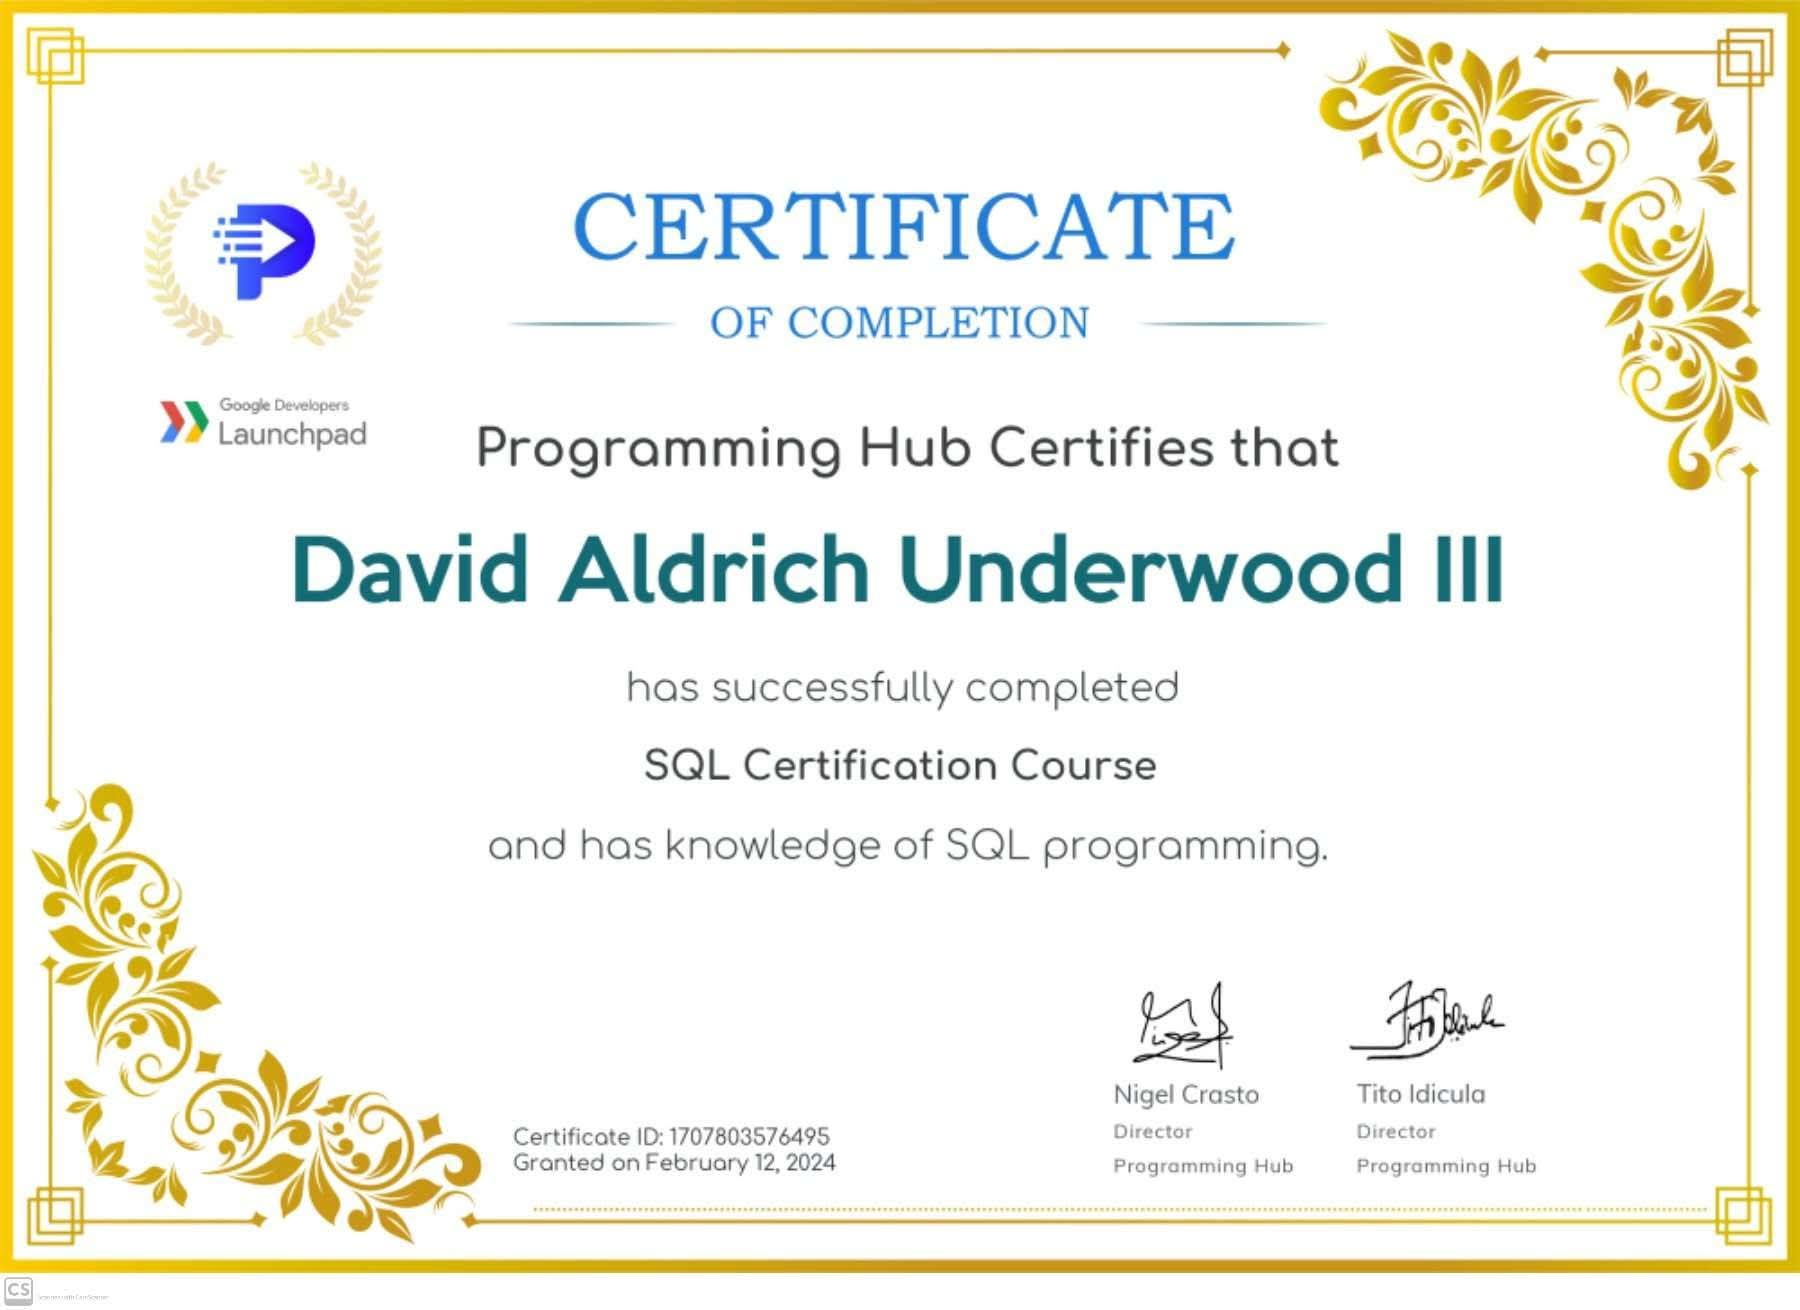 CERTIFICATE
OF COMPLETION
Google Developers
Launchpad
Programming Hub Certifies that
David Aldrich Underwood III
has successfully completed
SQL Certification Course
and has knowledge of SQL programming.
Nigel Crasto
Director
Programming Hub
Tito Idicula
Director
Programming Hub
Certificate ID: 1707803576495
Granted on February 12, 2024
CS